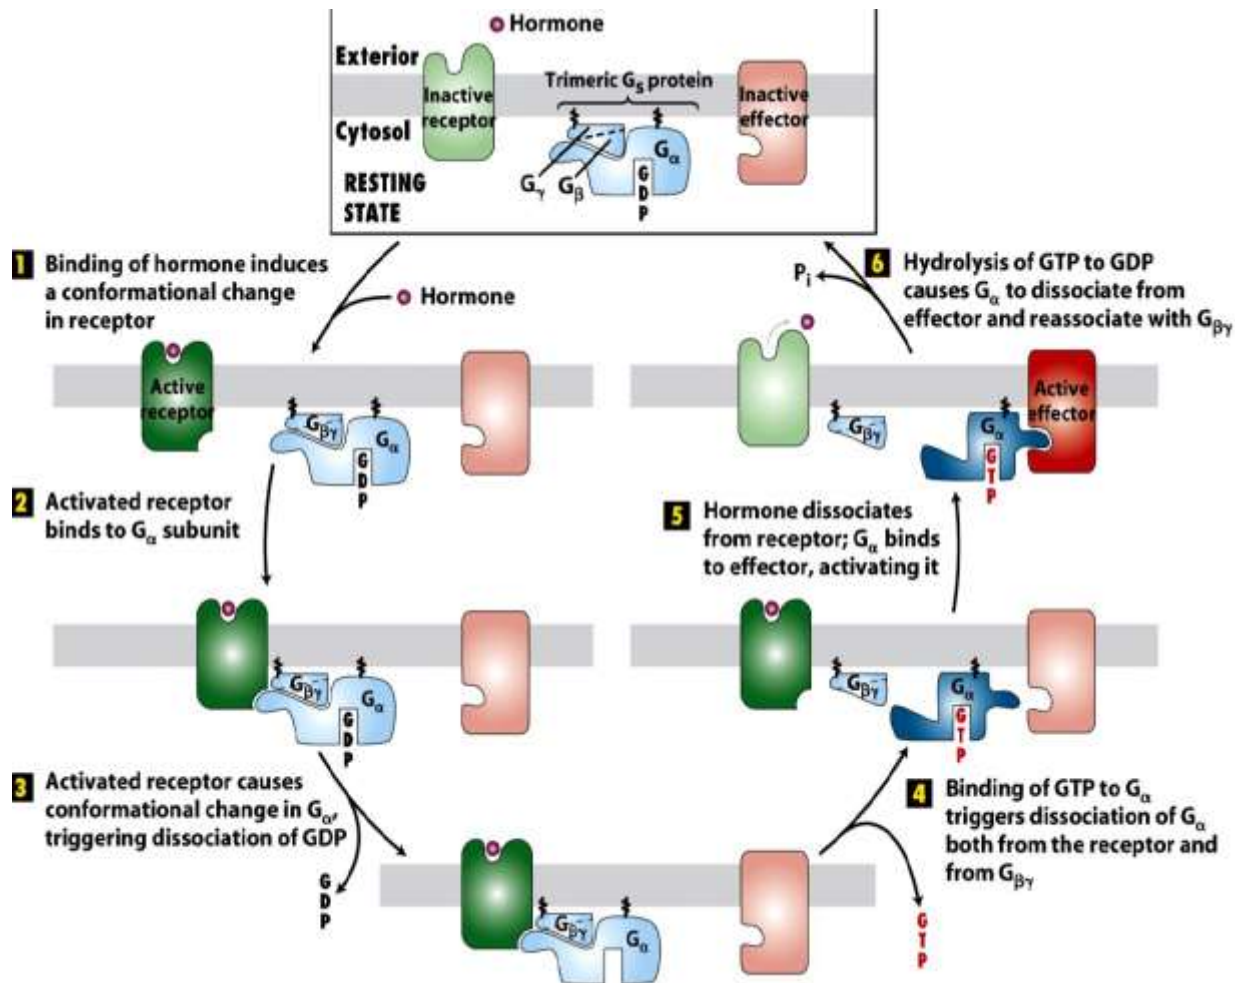 Hormone
Exterior
Trimeric Gs protein
Inactive
receptor
Inactive
effector
Cytosol
Gα
RESTING
STATE
Gγ
Gβ
G
D
P
1 Binding of hormone induces
a conformational change
in receptor
Hormone
Active
receptor
Gβγ
Gα
G
D
P
2 Activated receptor
binds to Gα subunit
Gβγ
Gα
G
D
P
3 Activated receptor causes
conformational change in Gα,
triggering dissociation of GDP
G
D
P
Gβγ
Gα
4 Binding of GTP to Gα
triggers dissociation of Gα
both from the receptor and
from Gβγ
G
T
P
Gβγ
Gα
G
T
P
5 Hormone dissociates
from receptor; Gα binds
to effector, activating it
Gβγ
Gα
G
T
P
Active
effector
6 Hydrolysis of GTP to GDP
causes Gα to dissociate from
effector and reassociate with Gβγ
Pi